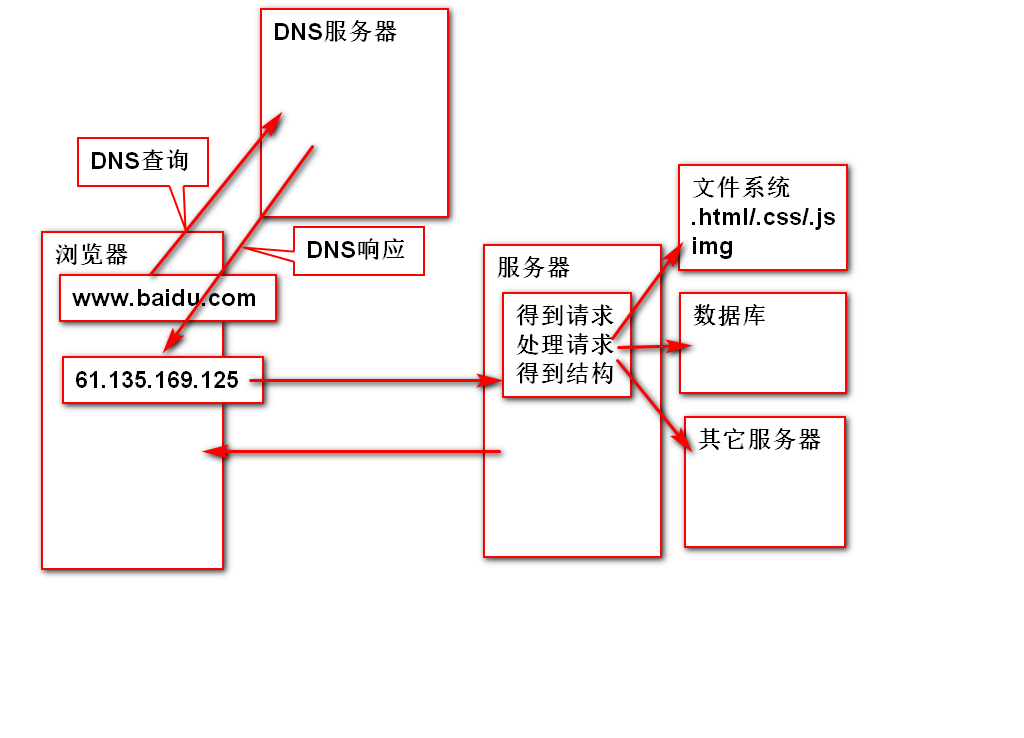 DNS服务器
DNS查询
DNS响应
浏览器
www.baidu.com
61.135.169.125
服务器
得到请求
处理请求
得到结构
文件系统
.html/.css/.js
img
数据库
其它服务器